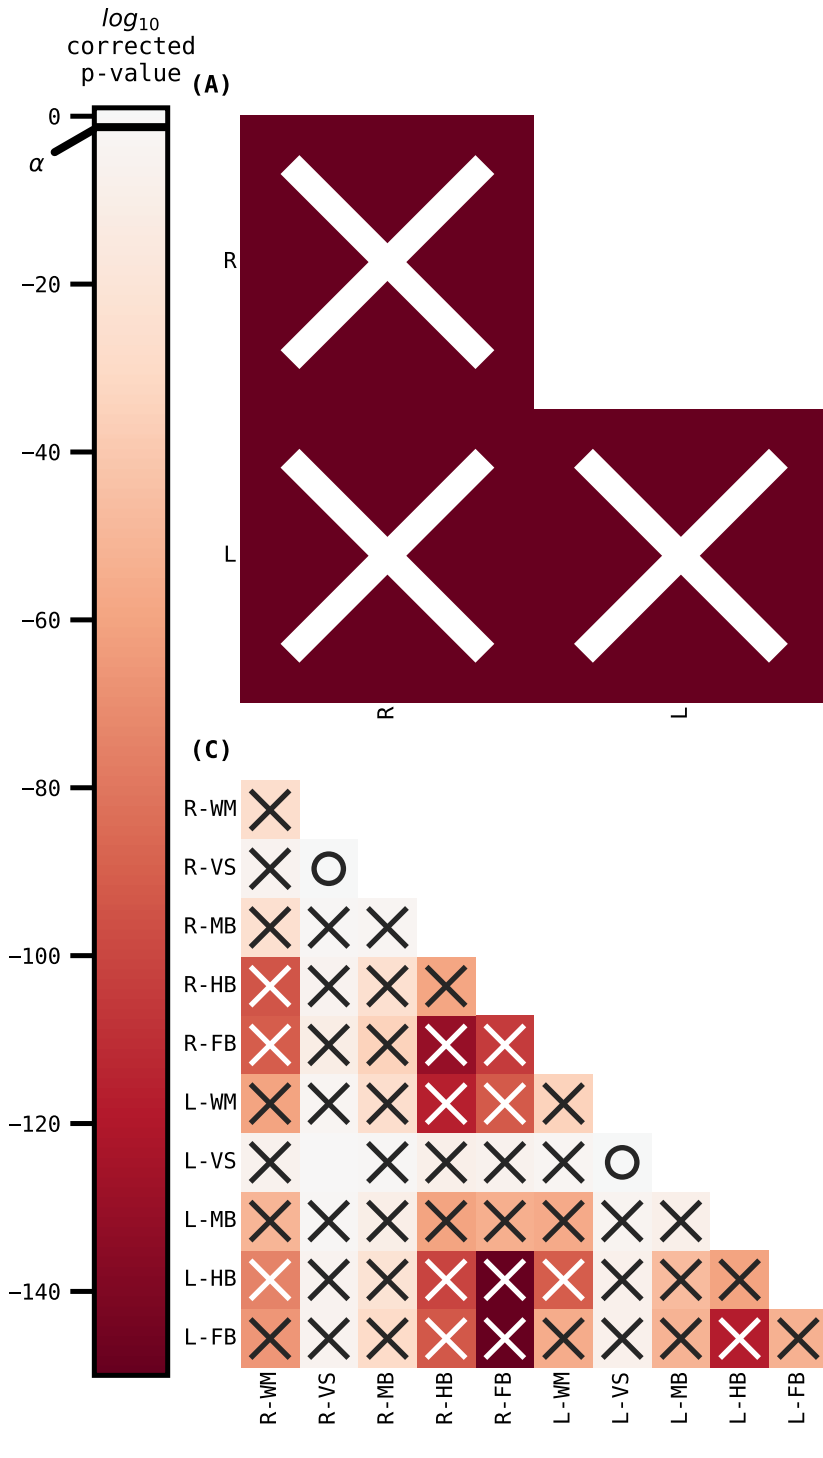 log10
corrected
p-value
(A)
0
α
−20
−40
−60
−80
−100
−120
−140
R
L
R
L
(C)
R-WM
R-VS
R-MB
R-HB
R-FB
L-WM
L-VS
L-MB
L-HB
L-FB
R-WM
R-VS
R-MB
R-HB
R-FB
L-WM
L-VS
L-MB
L-HB
L-FB